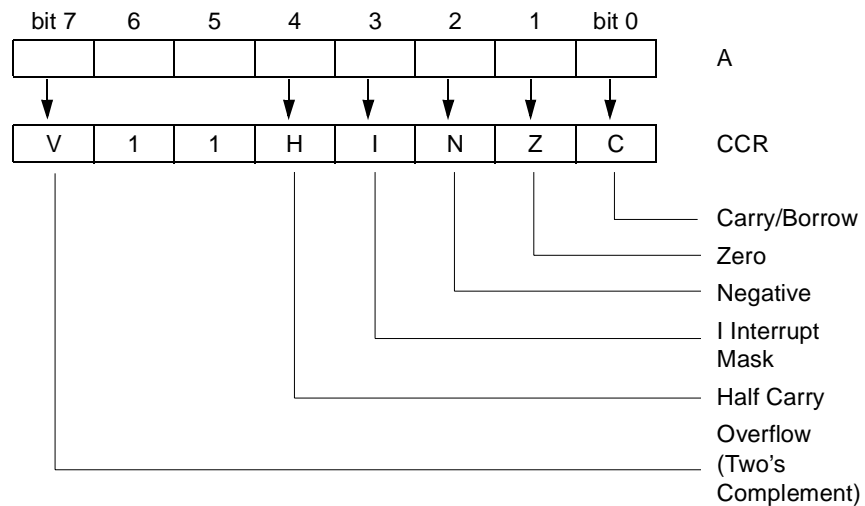 bit 7 6 5 4 3 2 1 bit 0
A
V 1 1 H I N Z C
CCR
Carry/Borrow
Zero
Negative
I Interrupt
Mask
Half Carry
Overflow
(Two's
Complement)